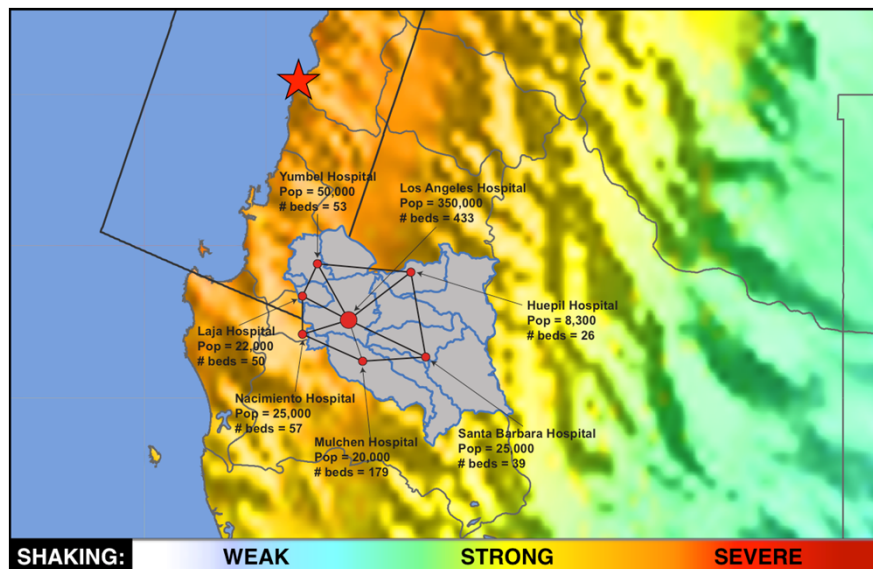 Yumbel Hospital
Pop = 50,000
# beds = 53
Los Angeles Hospital
Pop = 350,000
# beds = 433
Huepil Hospital
Pop = 8,300
# beds = 26
Laja Hospital
Pop = 22,000
# beds = 50
Nacimiento Hospital
Pop = 25,000
# beds = 57
Mulchen Hospital
Pop = 20,000
# beds = 179
Santa Barbara Hospital
Pop = 25,000
# beds = 39
SHAKING: WEAK STRONG SEVERE